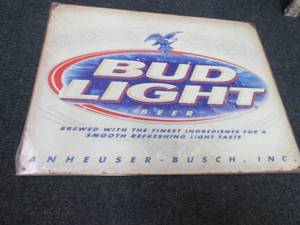 BUD
LIGHT
BEER
BREWED WITH THE FINEST INGREDIENTS FOR A
SMOOTH REFRESHING LIGHT TASTE
ANHEUSER-BUSCH, INC.